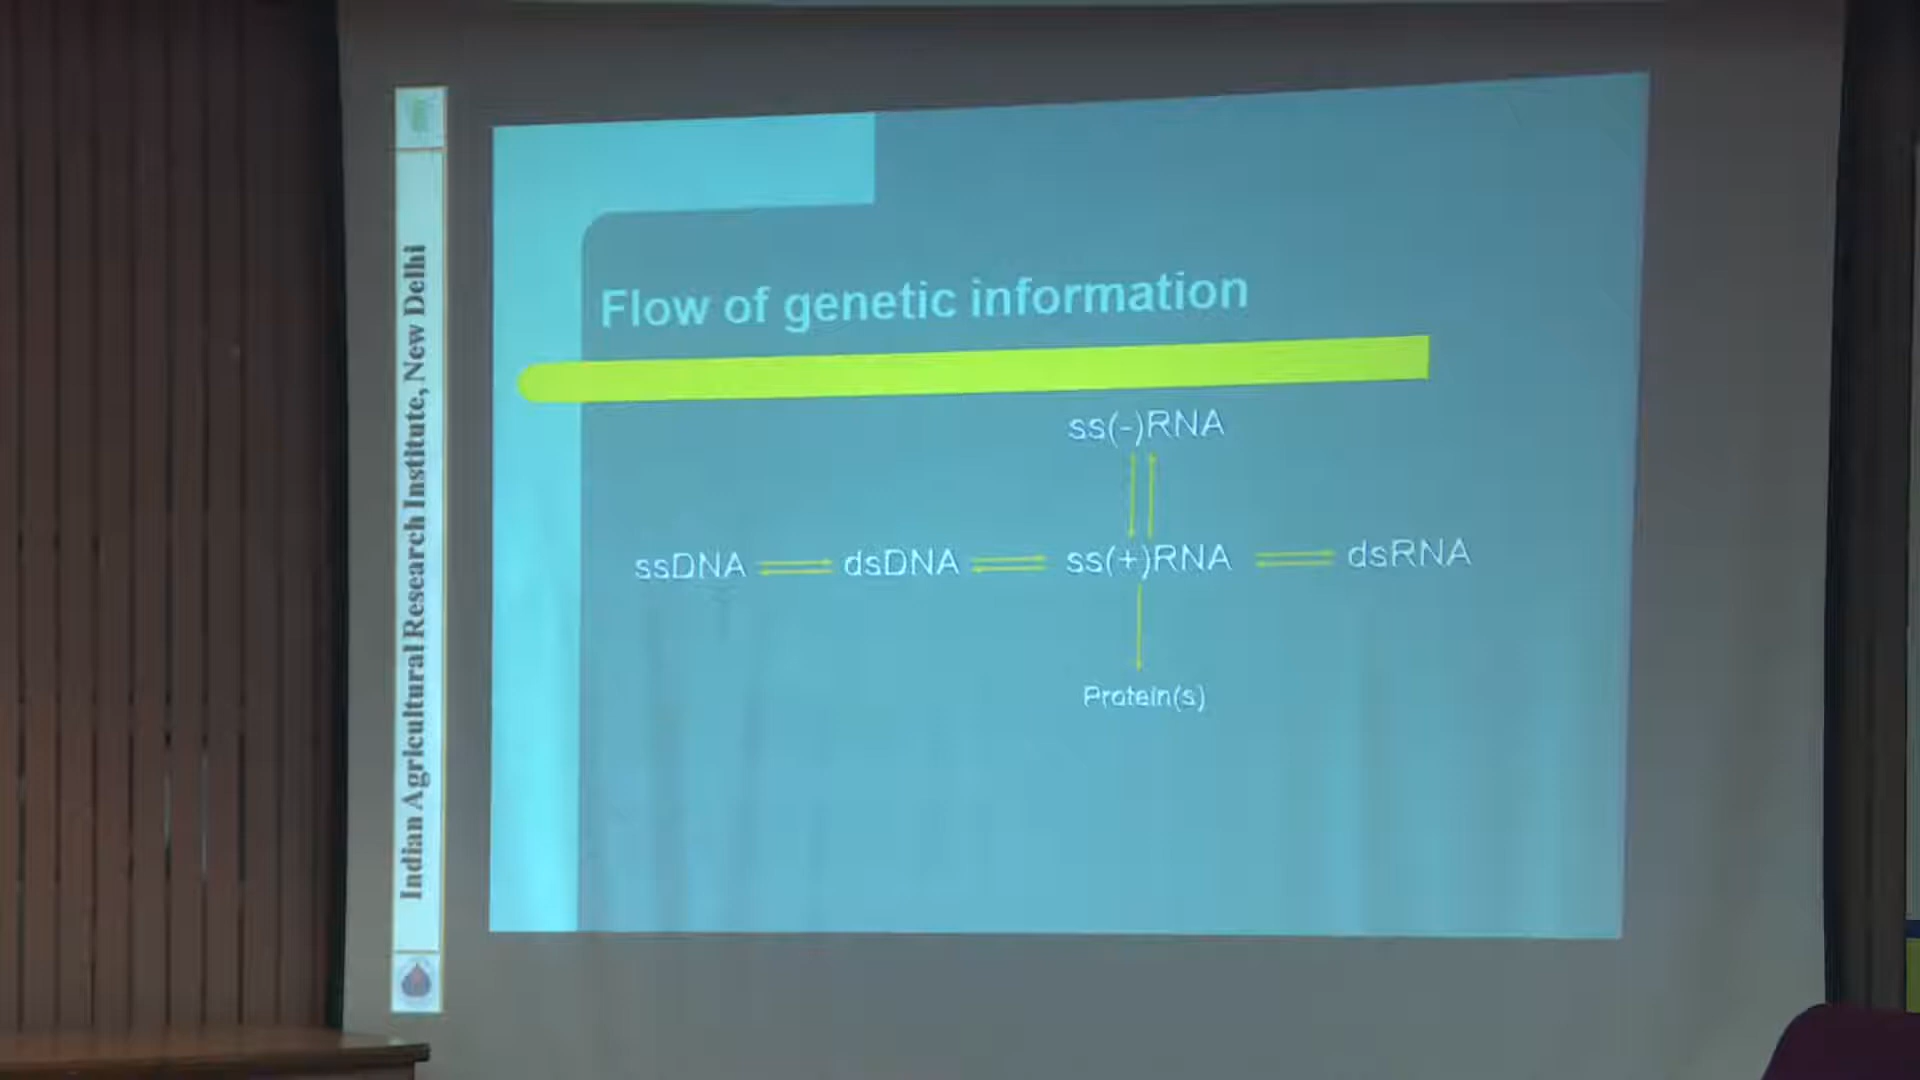 Indian Agricultural Research Institute, New Delhi
Flow of genetic information
ss(-)RNA
ssDNA dsDNA ss(+)RNA dsRNA
Protein(s)